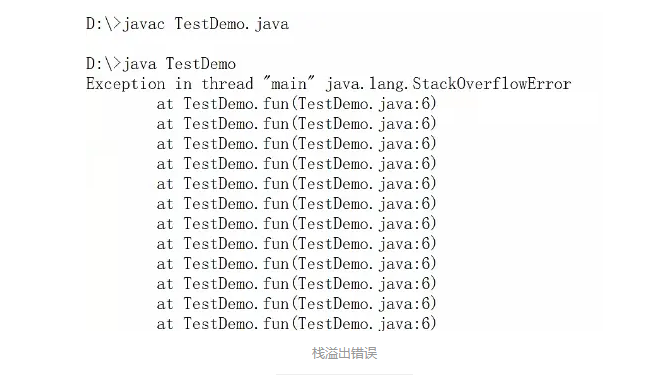 D:\>javac TestDemo.java
D:\>java TestDemo
Exception in thread "main" java.lang.StackOverflowError
at TestDemo.fun(TestDemo.java:6)
at TestDemo.fun(TestDemo.java:6)
at TestDemo.fun(TestDemo.java:6)
at TestDemo.fun(TestDemo.java:6)
at TestDemo.fun(TestDemo.java:6)
at TestDemo.fun(TestDemo.java:6)
at TestDemo.fun(TestDemo.java:6)
at TestDemo.fun(TestDemo.java:6)
at TestDemo.fun(TestDemo.java:6)
at TestDemo.fun(TestDemo.java:6)
at TestDemo.fun(TestDemo.java:6)
at TestDemo.fun(TestDemo.java:6)
栈溢出错误